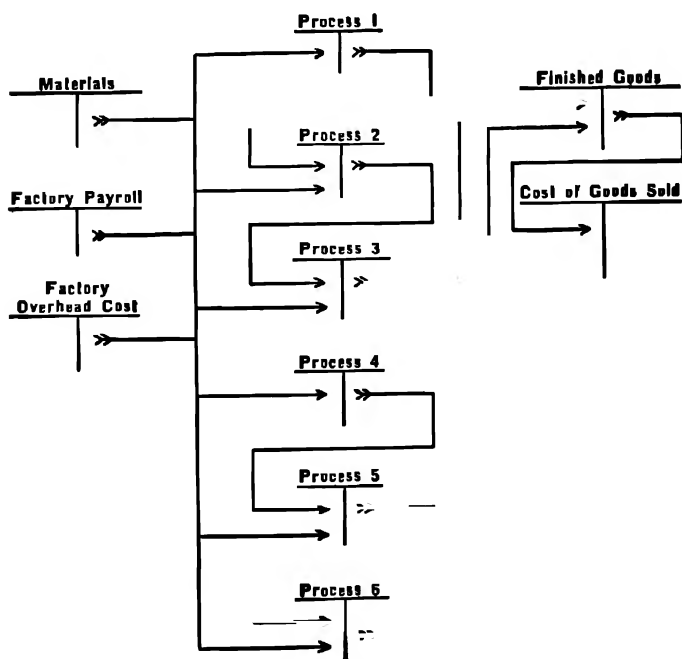 Process 1
Materials
Finished Goods
Process 2
Factory Payroll
Cost of Goods Sold
Process 3
Factory
Overhead Cost
Process 4
Process 5
Process 6